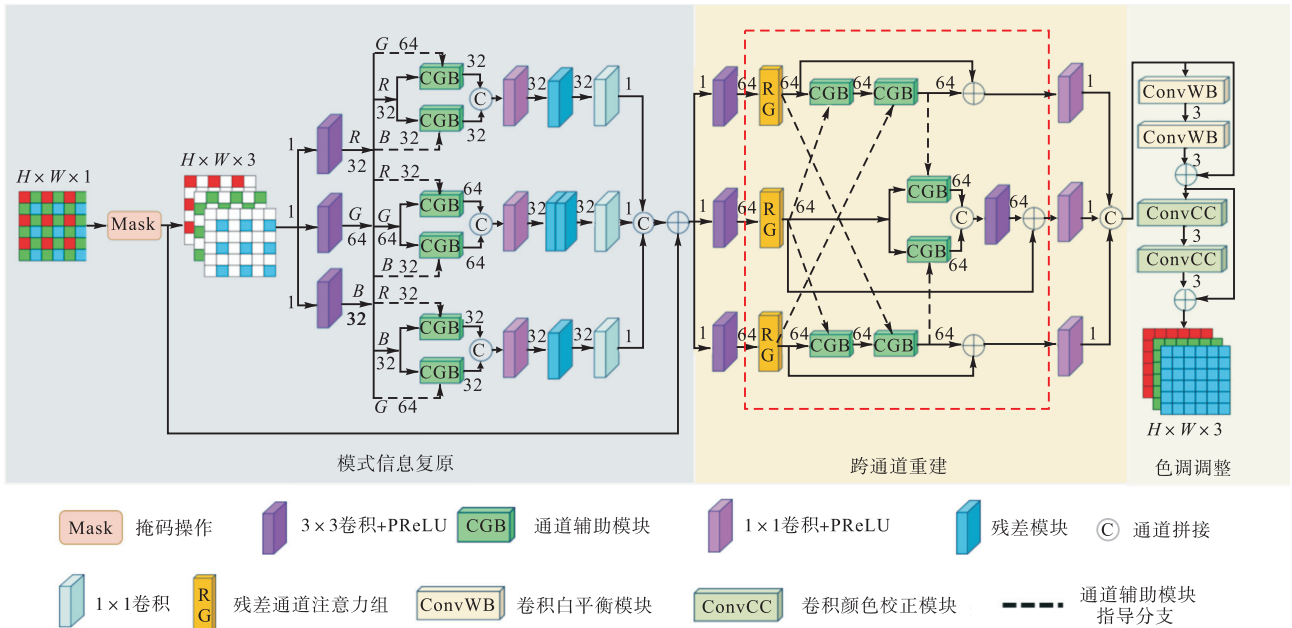 H×W×1
Mask
H×W×3
1
1
1
R
32
G
64
B
32
G 64
R
32
B 32
CGB
CGB
32
32
C
32
32
1
R 32
G
64
B 32
CGB
CGB
64
64
C
32
32
1
R 32
B
32
G 64
CGB
CGB
32
32
C
32
32
1
C
模式信息复原
1
64
RG
64
CGB
64
CGB
64
1
1
64
RG
64
CGB
CGB
64
64
C
64
1
C
1
64
RG
64
CGB
64
CGB
64
1
跨通道重建
ConvWB
3
ConvWB
3
ConvCC
3
ConvCC
3
H×W×3
色调调整
Mask 掩码操作
3×3卷积+PReLU
CGB 通道辅助模块
1×1卷积+PReLU
残差模块
C 通道拼接
1×1卷积
RG 残差通道注意力组
ConvWB 卷积白平衡模块
ConvCC 卷积颜色校正模块
通道辅助模块
指导分支